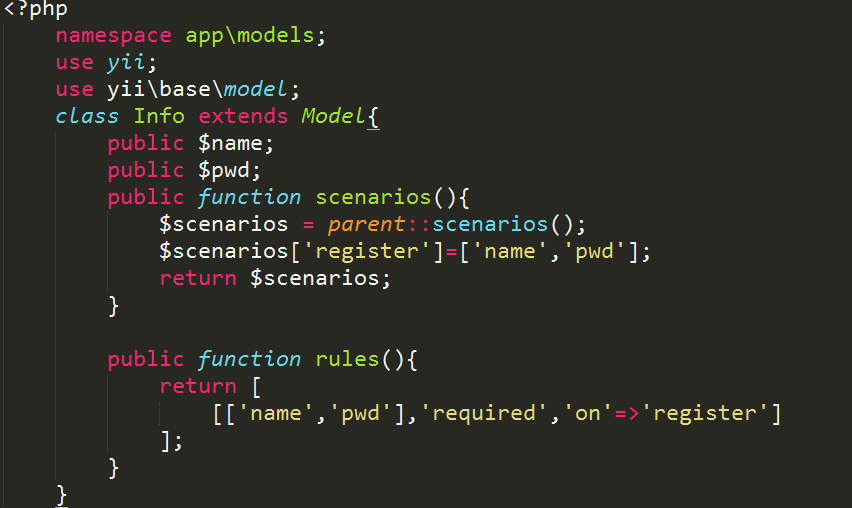 <?php
namespace app\models;
use yii;
use yii\base\model;
class Info extends Model{
public $name;
public $pwd;
public function scenarios(){
$scenarios = parent::scenarios();
$scenarios['register']=['name','pwd'];
return $scenarios;
}
public function rules(){
return [
[['name','pwd'],'required','on'=>'register']
];
}
}